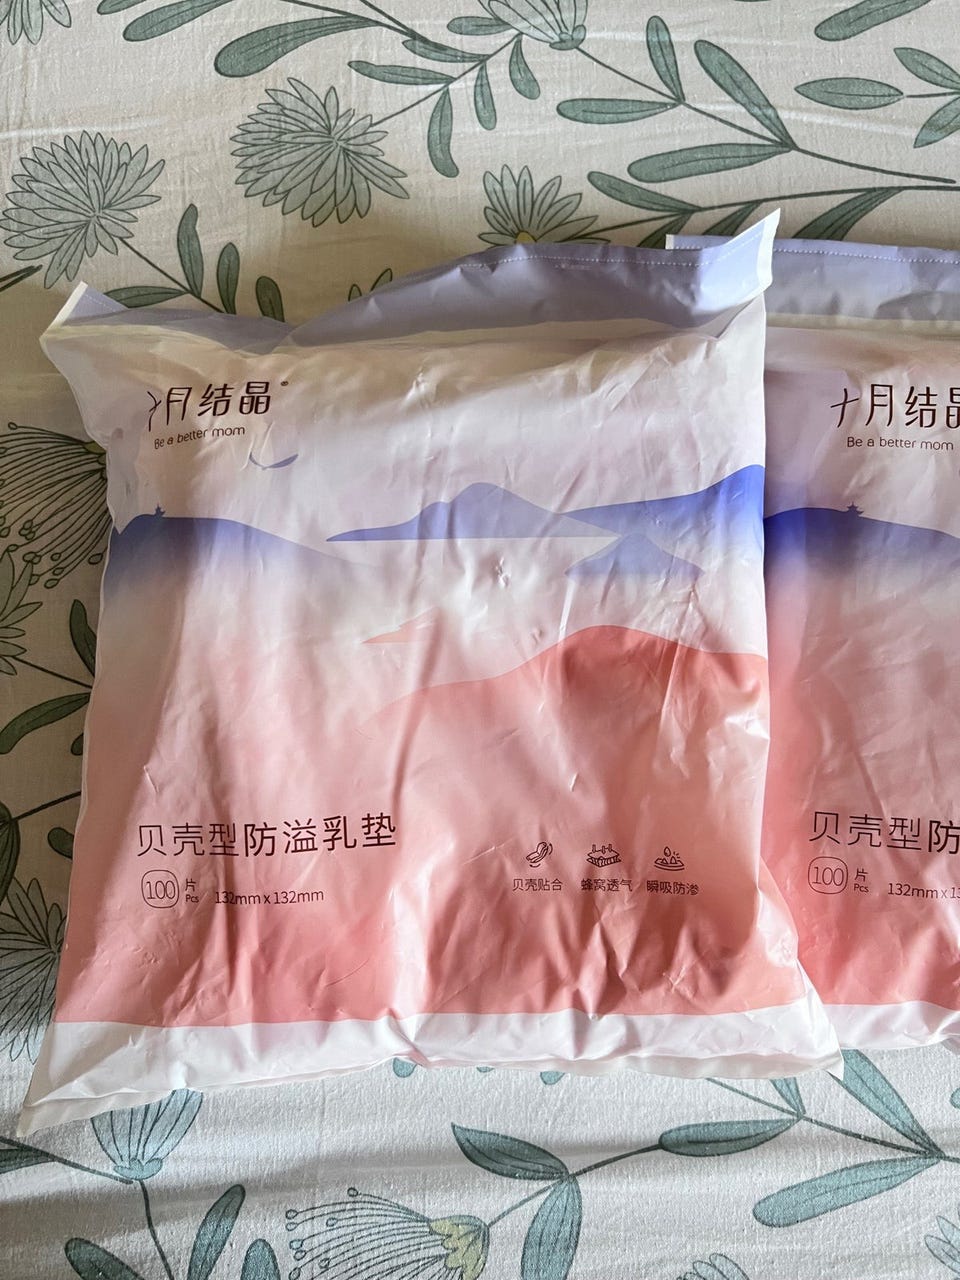 十月结晶®
Be a better mom
贝壳型防溢乳垫
100 片
Pcs
132mm x 132mm
贝壳贴合 蜂窝透气 瞬吸防渗
十月结晶
Be a better mom
贝壳型防
100 片
Pcs
132mm x 13